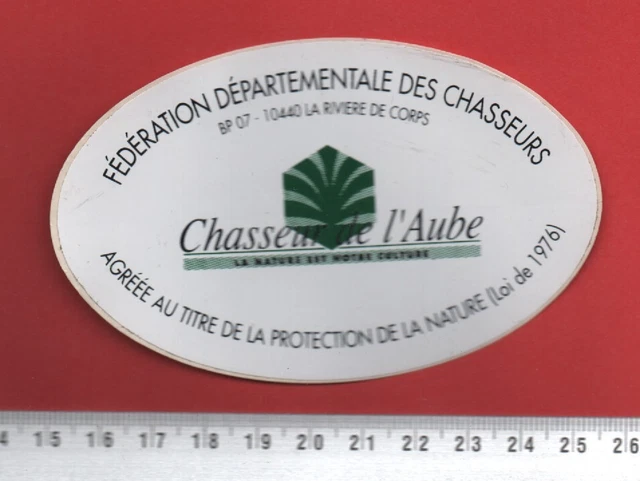 FÉDÉRATION DÉPARTEMENTALE DES CHASSEURS
BP 07 - 10440 LA RIVIERE DE CORPS
Chasseur de l'Aube
LA NATURE EST NOTRE CULTURE
AGRÉÉE AU TITRE DE LA PROTECTION DE LA NATURE (Loi de 1976)
4 15 16 17 18 19 20 21 22 23 24 25 26